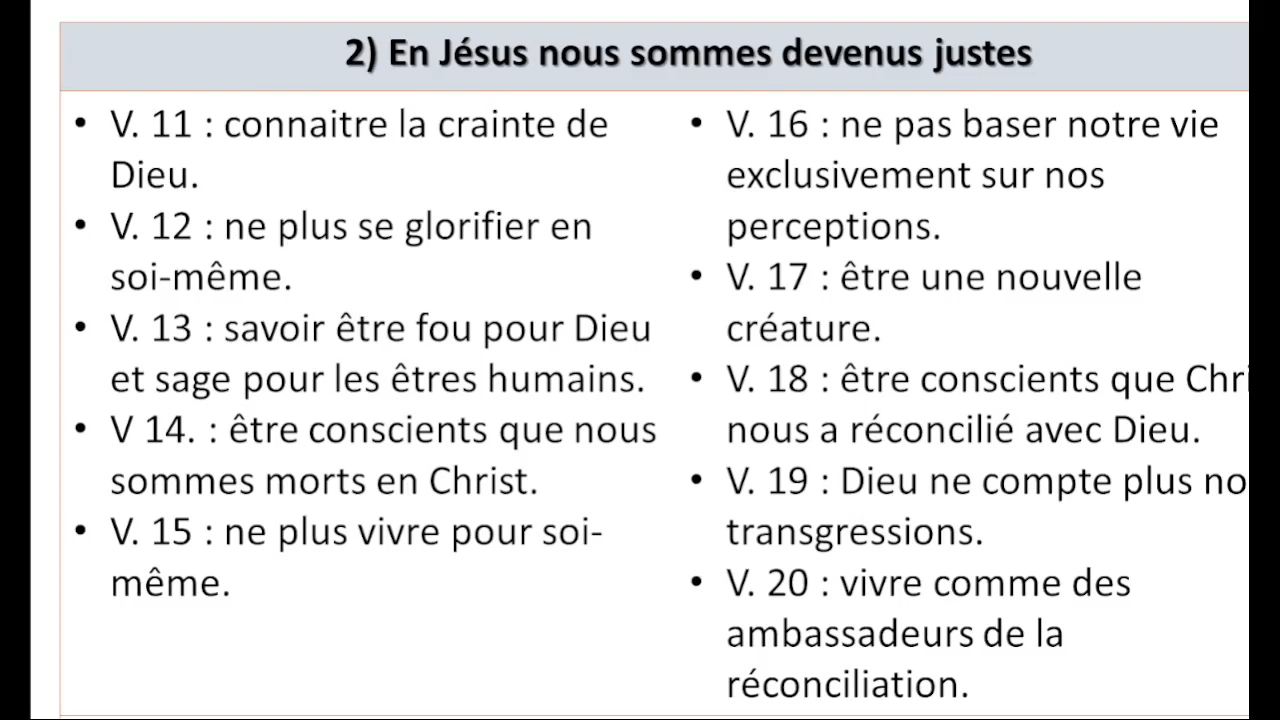 2) En Jésus nous sommes devenus justes
• V. 11 : connaitre la crainte de
Dieu.
• V. 12 : ne plus se glorifier en
soi-même.
• V. 13 : savoir être fou pour Dieu
et sage pour les êtres humains.
• V 14. : être conscients que nous
sommes morts en Christ.
• V. 15 : ne plus vivre pour soi-
même.
• V. 16 : ne pas baser notre vie
exclusivement sur nos
perceptions.
• V. 17 : être une nouvelle
créature.
• V. 18 : être conscients que
nous a réconcilié avec Dieu.
• V. 19 : Dieu ne compte plus
transgressions.
• V. 20 : vivre comme des
ambassadeurs de la
réconciliation.